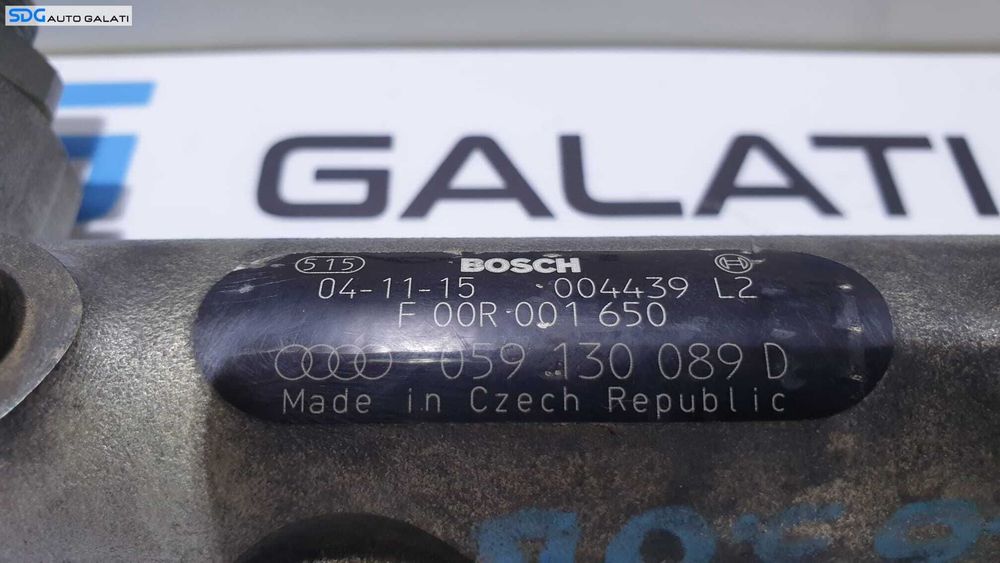 SDG AUTO GALATI
GALATI
515 BOSCH
04-11-15 004439 L2
F 00R 001 650
059 130 089 D
Made in Czech Republic